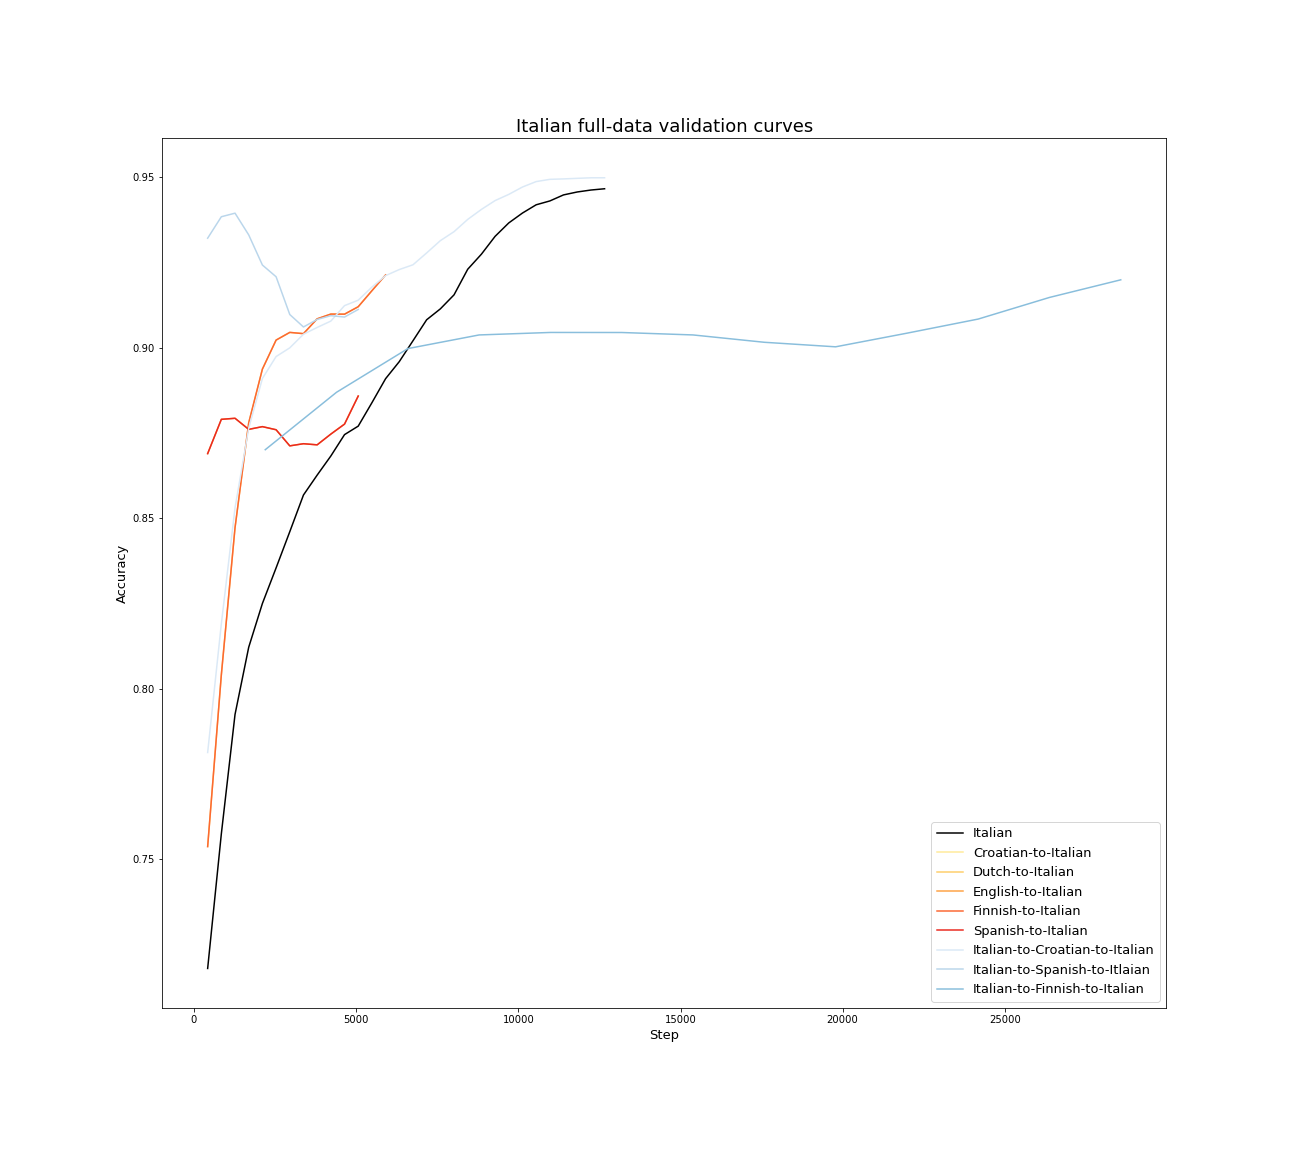 Italian full-data validation curves
0.95
0.90
0.85
0.80
0.75
Accuracy
0
5000
10000
15000
20000
25000
Step
Italian
Croatian-to-Italian
Dutch-to-Italian
English-to-Italian
Finnish-to-Italian
Spanish-to-Italian
Italian-to-Croatian-to-Italian
Italian-to-Spanish-to-Itlaian
Italian-to-Finnish-to-Italian